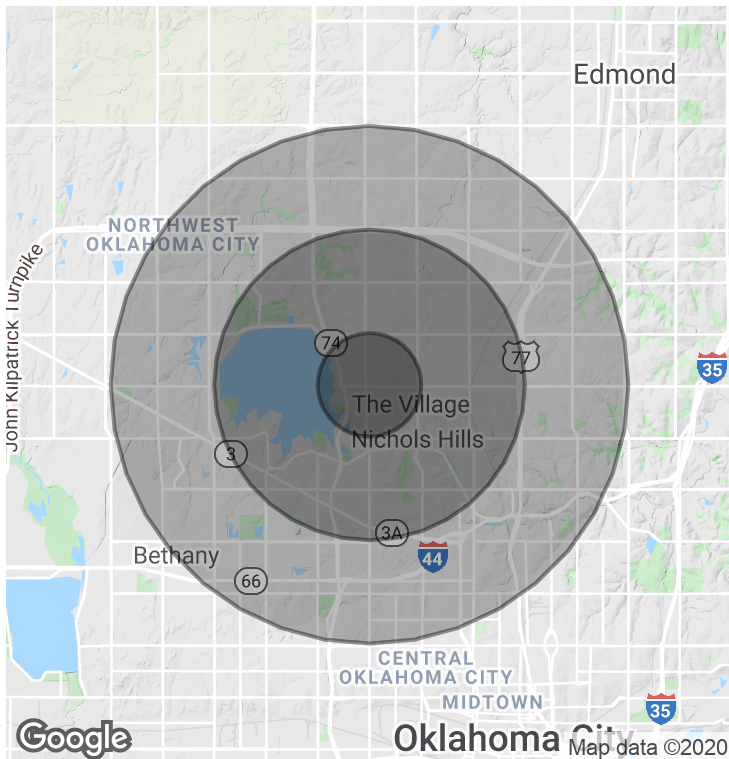 Edmond
NORTHWEST
OKLAHOMA CITY
John Kilpatrick Turnpike
74
77
35
The Village
Nichols Hills
3
3A
44
Bethany
66
CENTRAL
OKLAHOMA CITY
MIDTOWN
35
Oklahoma City
Google
Map data ©2020